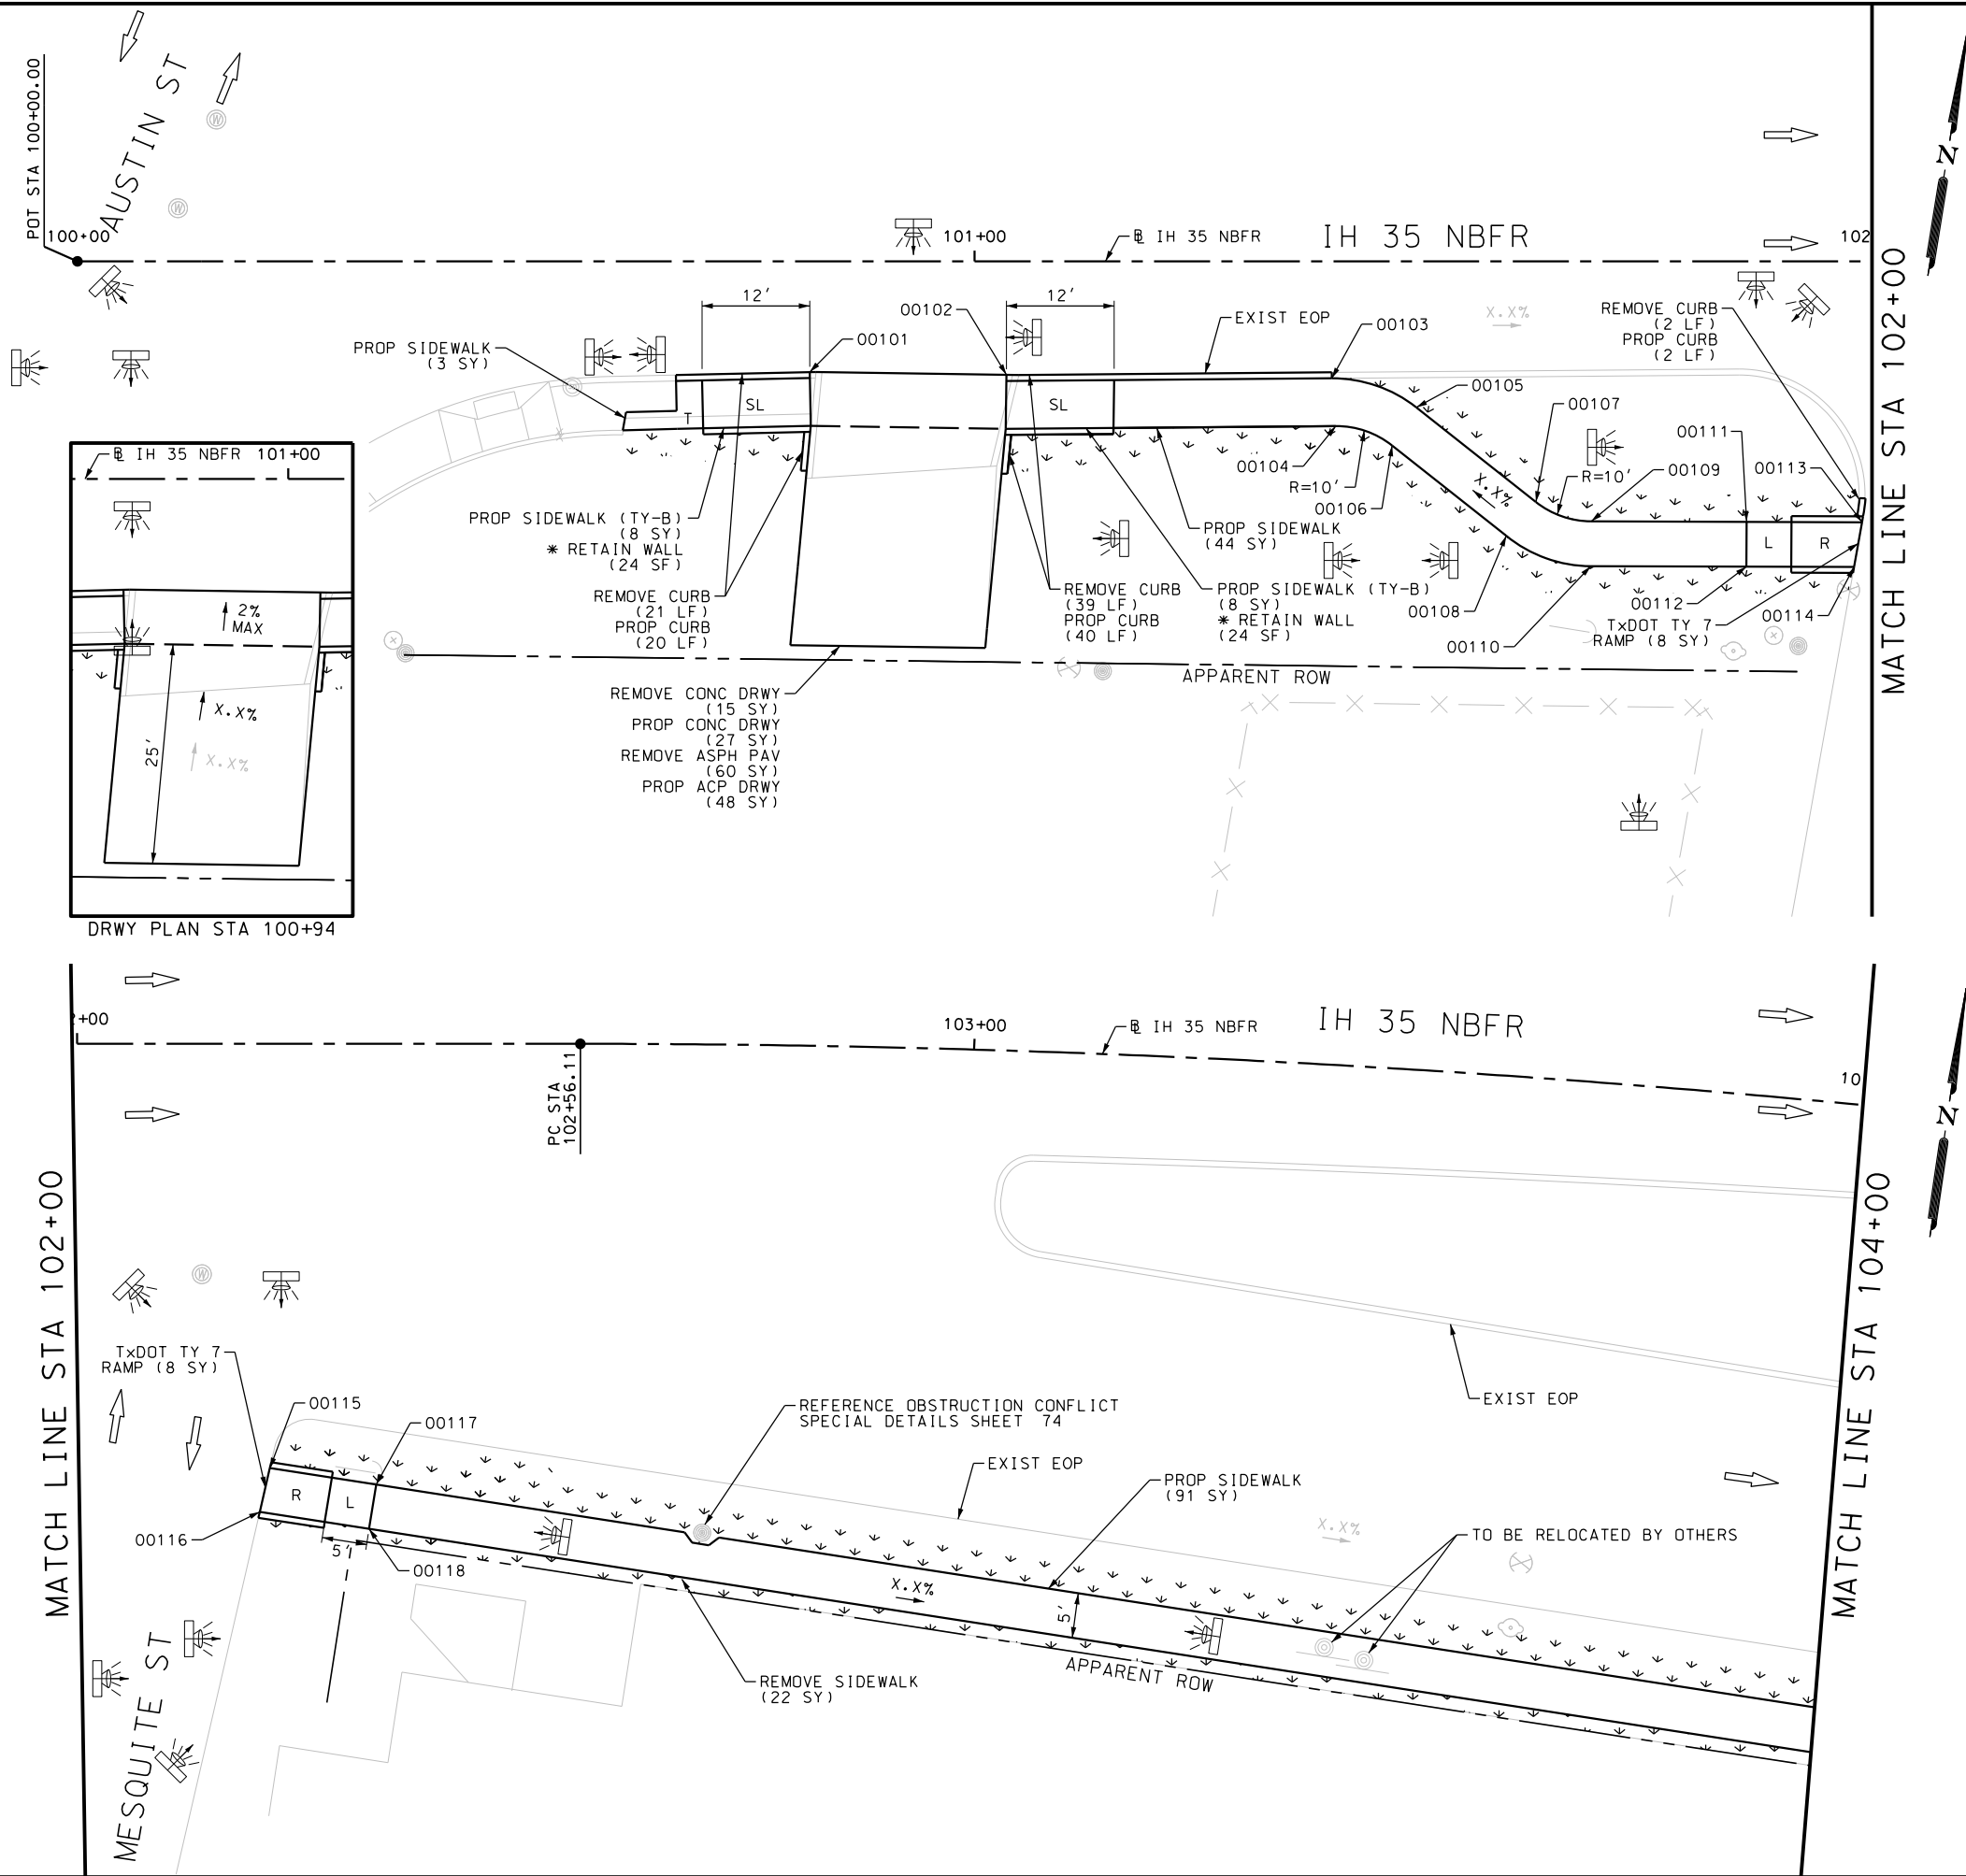 POT STA 100+00.00
AUSTIN ST
100+00
101+00
℄ IH 35 NBFR
IH 35 NBFR
102
N
MATCH LINE STA 102+00
12'
12'
00101
00102
EXIST EOP
00103
X.X%
REMOVE CURB
(2 LF)
PROP CURB
(2 LF)
PROP SIDEWALK
(3 SY)
T
SL
SL
00105
00107
00111
00109
00113
00104
R=10'
00106
X.X%
R=10'
L
R
PROP SIDEWALK (TY-B)
(8 SY)
* RETAIN WALL
(24 SF)
PROP SIDEWALK
(44 SY)
REMOVE CURB
(21 LF)
PROP CURB
(20 LF)
REMOVE CURB
(39 LF)
PROP CURB
(40 LF)
PROP SIDEWALK (TY-B)
(8 SY)
* RETAIN WALL
(24 SF)
00108
00110
00112
TxDOT TY 7
RAMP (8 SY)
00114
APPARENT ROW
REMOVE CONC DRWY
(15 SY)
PROP CONC DRWY
(27 SY)
REMOVE ASPH PAV
(60 SY)
PROP ACP DRWY
(48 SY)
℄ IH 35 NBFR 101+00
2%
MAX
X.X%
X.X%
25'
DRWY PLAN STA 100+94
+00
PC STA
102+56.11
103+00
℄ IH 35 NBFR
IH 35 NBFR
10
N
MATCH LINE STA 102+00
MATCH LINE STA 104+00
TxDOT TY 7
RAMP (8 SY)
00115
00117
R
L
00116
5'
00118
REFERENCE OBSTRUCTION CONFLICT
SPECIAL DETAILS SHEET 74
EXIST EOP
EXIST EOP
PROP SIDEWALK
(91 SY)
X.X%
TO BE RELOCATED BY OTHERS
X.X%
5'
APPARENT ROW
REMOVE SIDEWALK
(22 SY)
MESQUITE ST